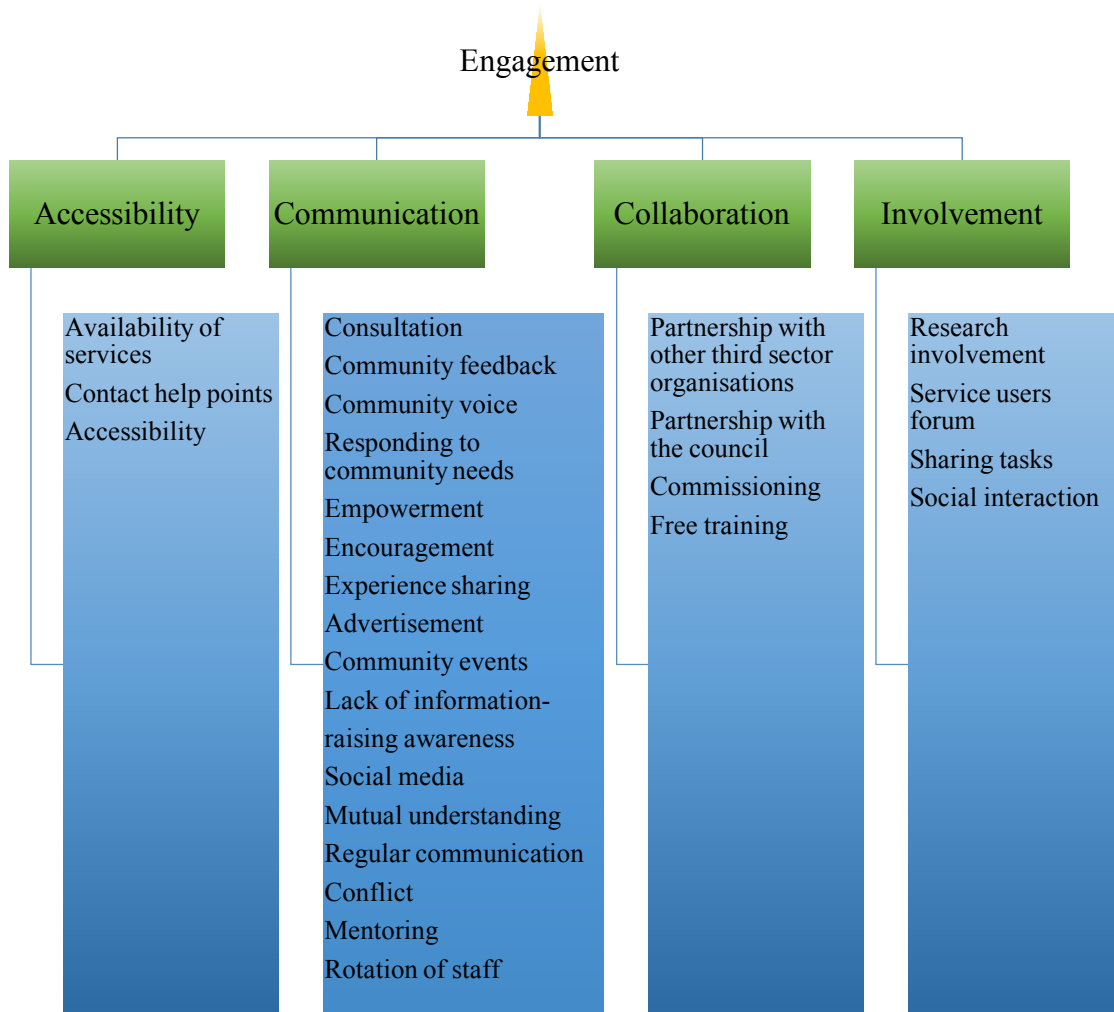 Engagement
Accessibility
Communication
Collaboration
Involvement
Availability of
services
Contact help points
Accessibility
Consultation
Community feedback
Community voice
Responding to
community needs
Empowerment
Encouragement
Experience sharing
Advertisement
Community events
Lack of information-
raising awareness
Social media
Mutual understanding
Regular communication
Conflict
Mentoring
Rotation of staff
Partnership with
other third sector
organisations
Partnership with
the council
Commissioning
Free training
Research
involvement
Service users
forum
Sharing tasks
Social interaction